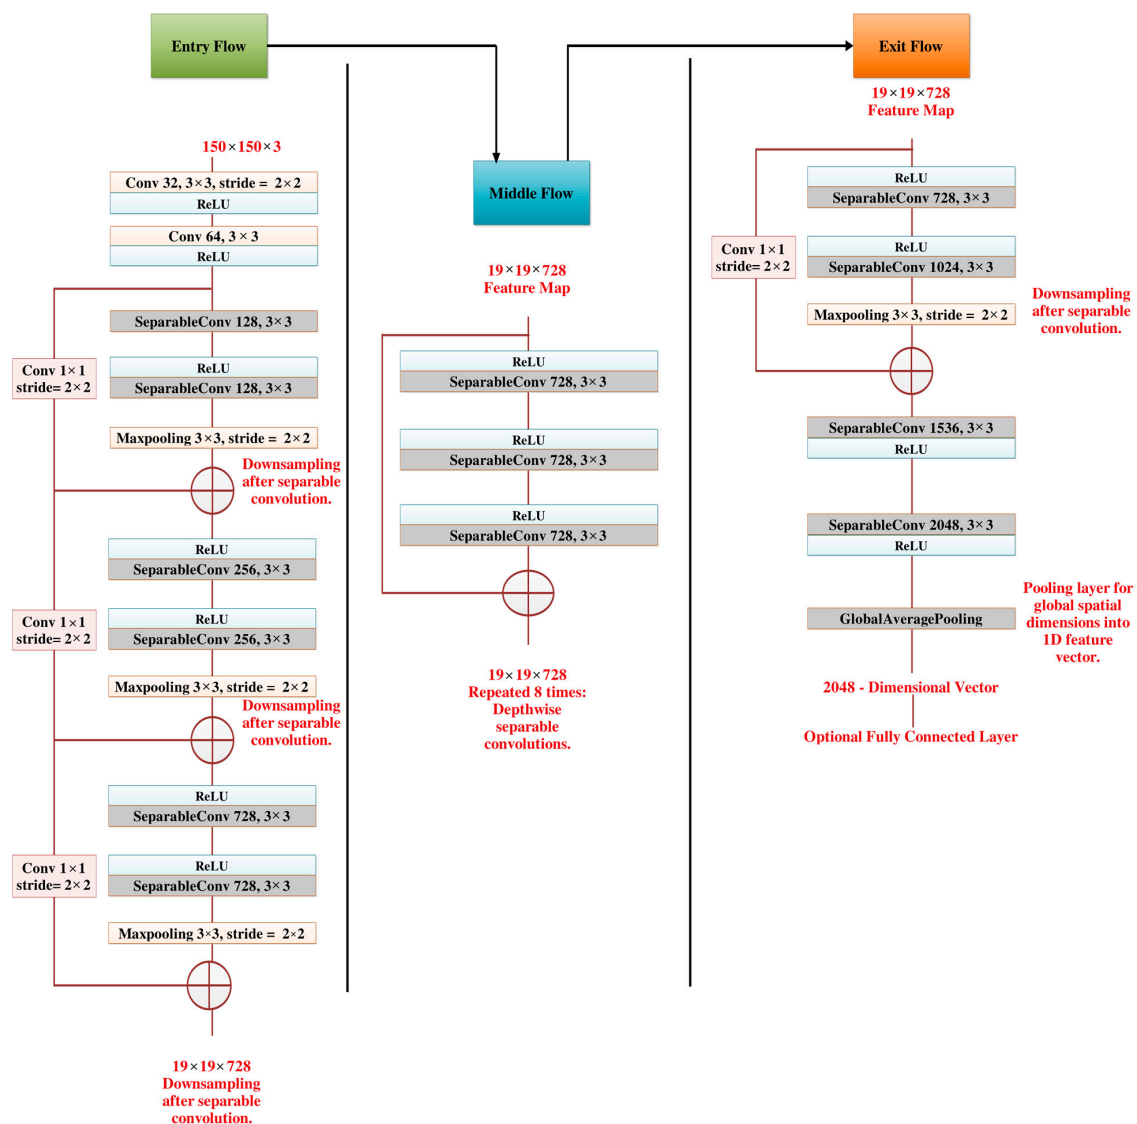 Entry Flow
150×150×3
Conv 32, 3×3, stride = 2×2
ReLU
Conv 64, 3×3
ReLU
SeparableConv 128, 3×3
Conv 1×1
stride= 2×2
ReLU
SeparableConv 128, 3×3
Maxpooling 3×3, stride = 2×2
Downsampling
after separable
convolution.
ReLU
SeparableConv 256, 3×3
Conv 1×1
stride= 2×2
ReLU
SeparableConv 256, 3×3
Maxpooling 3×3, stride = 2×2
Downsampling
after separable
convolution.
ReLU
SeparableConv 728, 3×3
Conv 1×1
stride= 2×2
ReLU
SeparableConv 728, 3×3
Maxpooling 3×3, stride = 2×2
19×19×728
Downsampling
after separable
convolution.
Middle Flow
19×19×728
Feature Map
ReLU
SeparableConv 728, 3×3
ReLU
SeparableConv 728, 3×3
ReLU
SeparableConv 728, 3×3
19×19×728
Repeated 8 times:
Depthwise
separable
convolutions.
Exit Flow
19×19×728
Feature Map
ReLU
SeparableConv 728, 3×3
Conv 1×1
stride= 2×2
ReLU
SeparableConv 1024, 3×3
Maxpooling 3×3, stride = 2×2
Downsampling
after separable
convolution.
SeparableConv 1536, 3×3
ReLU
SeparableConv 2048, 3×3
ReLU
GlobalAveragePooling
Pooling layer for
global spatial
dimensions into
1D feature
vector.
2048 - Dimensional Vector
Optional Fully Connected Layer